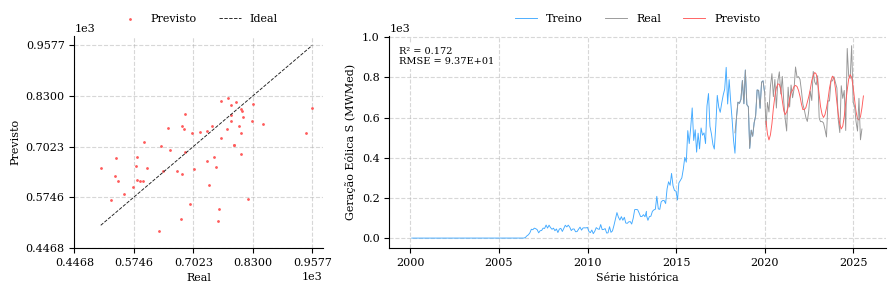 Previsto Ideal
1e3
0.9577
0.8300
0.7023
0.5746
0.4468
Previsto
0.4468 0.5746 0.7023 0.8300 0.9577
Real
1e3
Treino Real Previsto
1e3
R² = 0.172
RMSE = 9.37E+01
1.0
0.8
0.6
0.4
0.2
0.0
Geração Eólica S (MWMed)
2000 2005 2010 2015 2020 2025
Série histórica